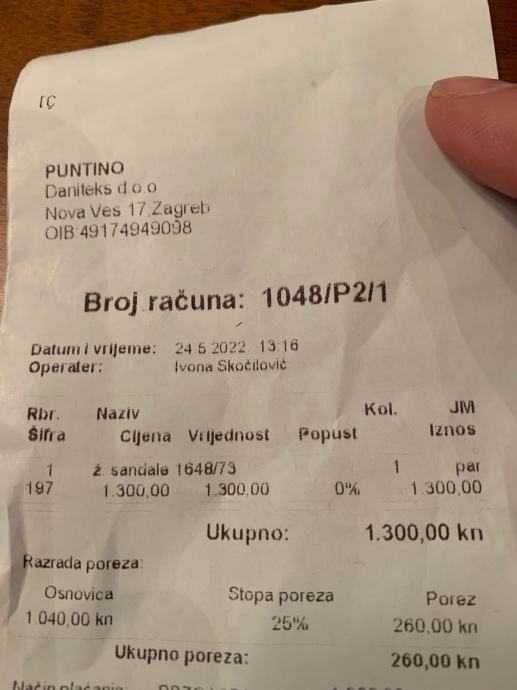 PUNTINO
Daniteks d.o.o
Nova Ves 17,Zagreb
OIB:49174949098
Broj računa: 1048/P2/1
Datum i vrijeme: 24.5.2022. 13:16
Operater: Ivona Skočilović
Rbr. Naziv Kol. JM
Šifra Cijena Vrijednost Popust Iznos
1 ž. sandale 1648/73 1 par
197 1.300,00 1.300,00 0% 1.300,00
Ukupno: 1.300,00 kn
Razrada poreza:
Osnovica Stopa poreza Porez
1.040,00 kn 25% 260,00 kn
Ukupno poreza: 260,00 kn
Način plaćanja: